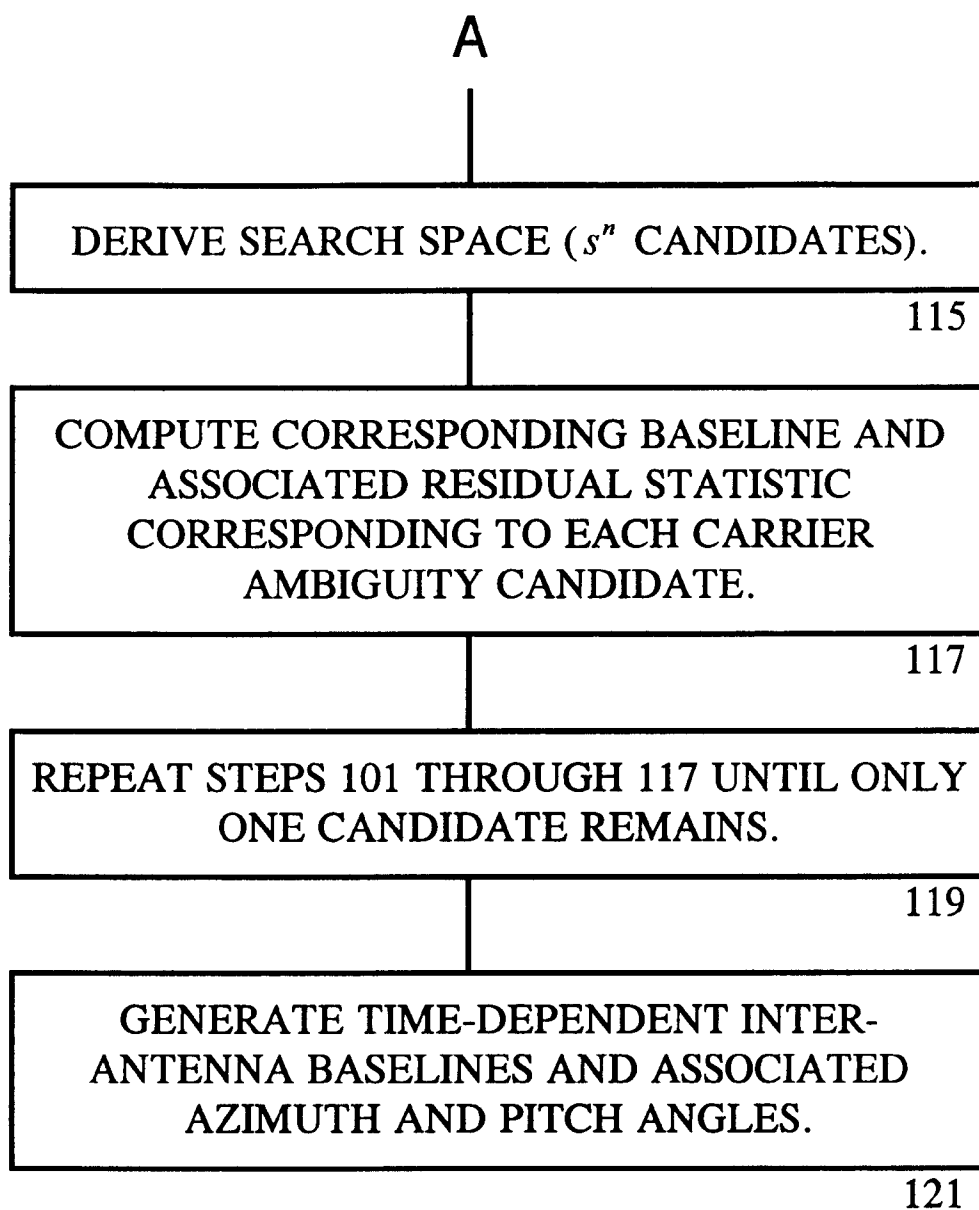 A
DERIVE SEARCH SPACE (sⁿ CANDIDATES).
115
COMPUTE CORRESPONDING BASELINE AND
ASSOCIATED RESIDUAL STATISTIC
CORRESPONDING TO EACH CARRIER
AMBIGUITY CANDIDATE.
117
REPEAT STEPS 101 THROUGH 117 UNTIL ONLY
ONE CANDIDATE REMAINS.
119
GENERATE TIME-DEPENDENT INTER-
ANTENNA BASELINES AND ASSOCIATED
AZIMUTH AND PITCH ANGLES.
121